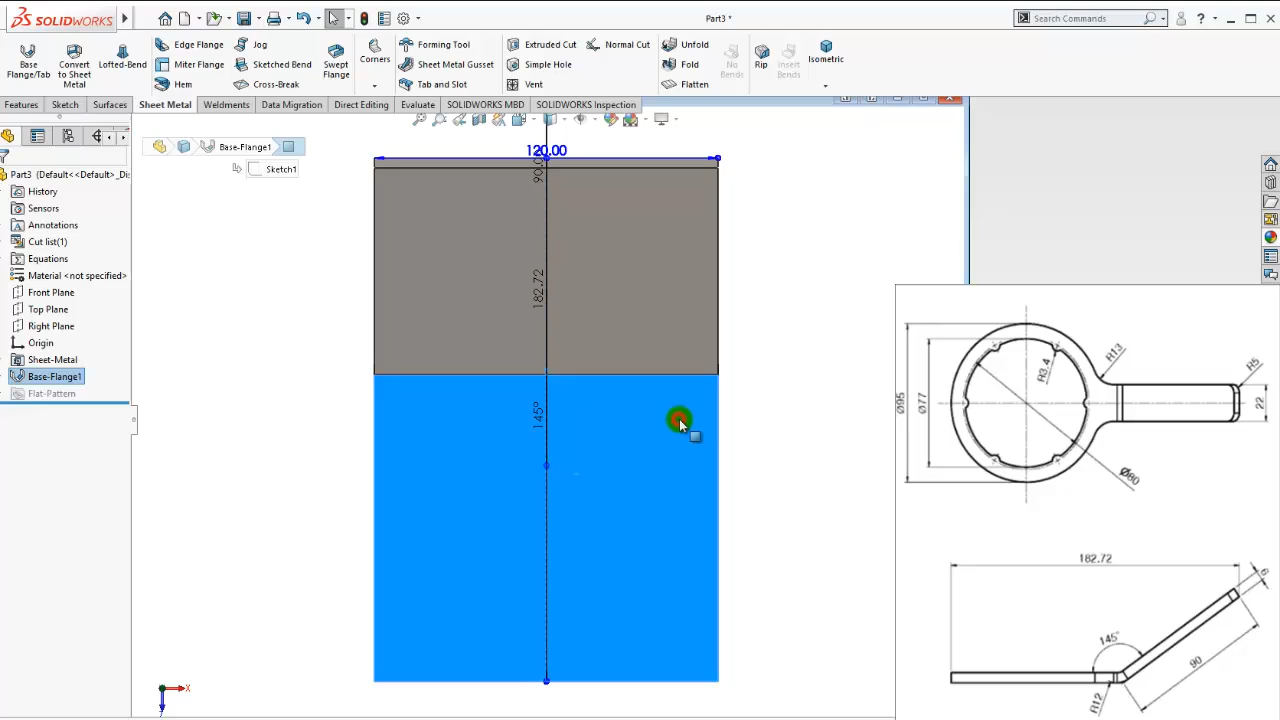 SOLIDWORKS
Part3 *
Search Commands
?
Base Flange/Tab
Convert to Sheet Metal
Lofted-Bend
Edge Flange
Miter Flange
Hem
Jog
Sketched Bend
Cross-Break
Swept Flange
Corners
Forming Tool
Sheet Metal Gusset
Tab and Slot
Extruded Cut
Simple Hole
Vent
Normal Cut
Unfold
Fold
Flatten
No Bends
Rip
Insert Bends
Isometric
Features
Sketch
Surfaces
Sheet Metal
Weldments
Data Migration
Direct Editing
Evaluate
SOLIDWORKS MBD
SOLIDWORKS Inspection
Base-Flange1
Sketch1
Part3 (Default<<Default>_Dis
History
Sensors
Annotations
Cut list(1)
Equations
Material <not specified>
Front Plane
Top Plane
Right Plane
Origin
Sheet-Metal
Base-Flange1
Flat-Pattern
120.00
182.72
145°
X
R13
R3.4
R5
Ø95
Ø77
22
Ø80
182.72
6
145°
90
R12